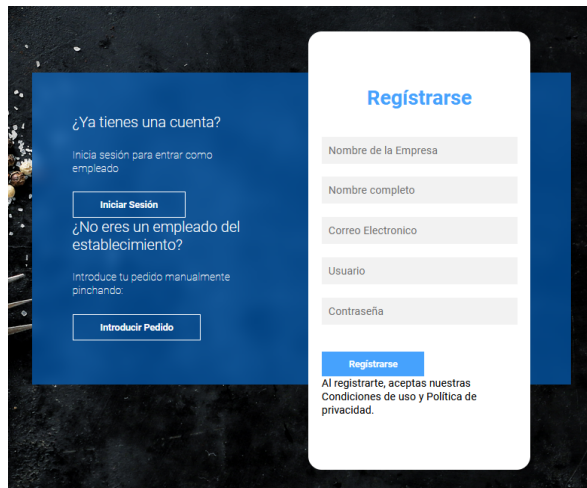 ¿Ya tienes una cuenta?
Inicia sesión para entrar como
empleado
Iniciar Sesión
¿No eres un empleado del
establecimiento?
Introduce tu pedido manualmente
pinchando:
Introducir Pedido
Regístrarse
Nombre de la Empresa
Nombre completo
Correo Electronico
Usuario
Contraseña
Regístrarse
Al registrarte, aceptas nuestras
Condiciones de uso y Política de
privacidad.